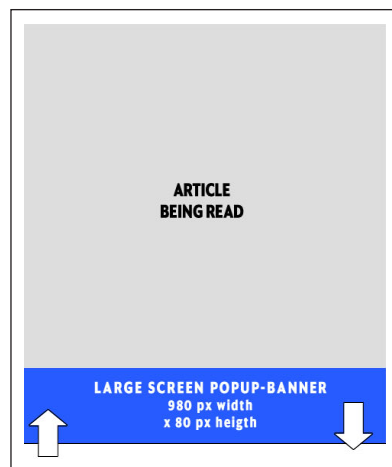 ARTICLE
BEING READ
LARGE SCREEN POPUP-BANNER
980 px width
x 80 px heigth